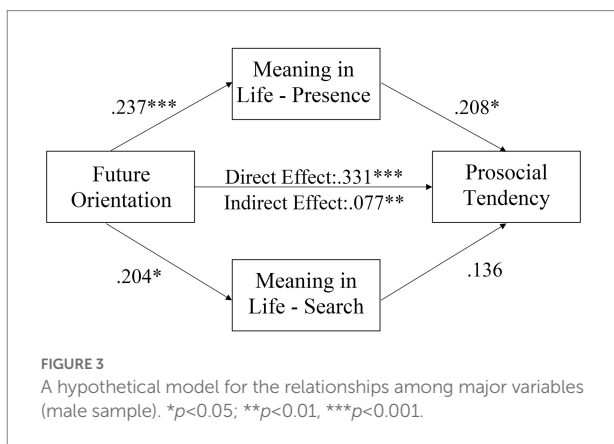 Meaning in
Life - Presence
.237***
.208*
Future
Orientation
Direct Effect:.331***
Indirect Effect:.077**
Prosocial
Tendency
.204*
.136
Meaning in
Life - Search
FIGURE 3
A hypothetical model for the relationships among major variables
(male sample). *p<0.05; **p<0.01, ***p<0.001.